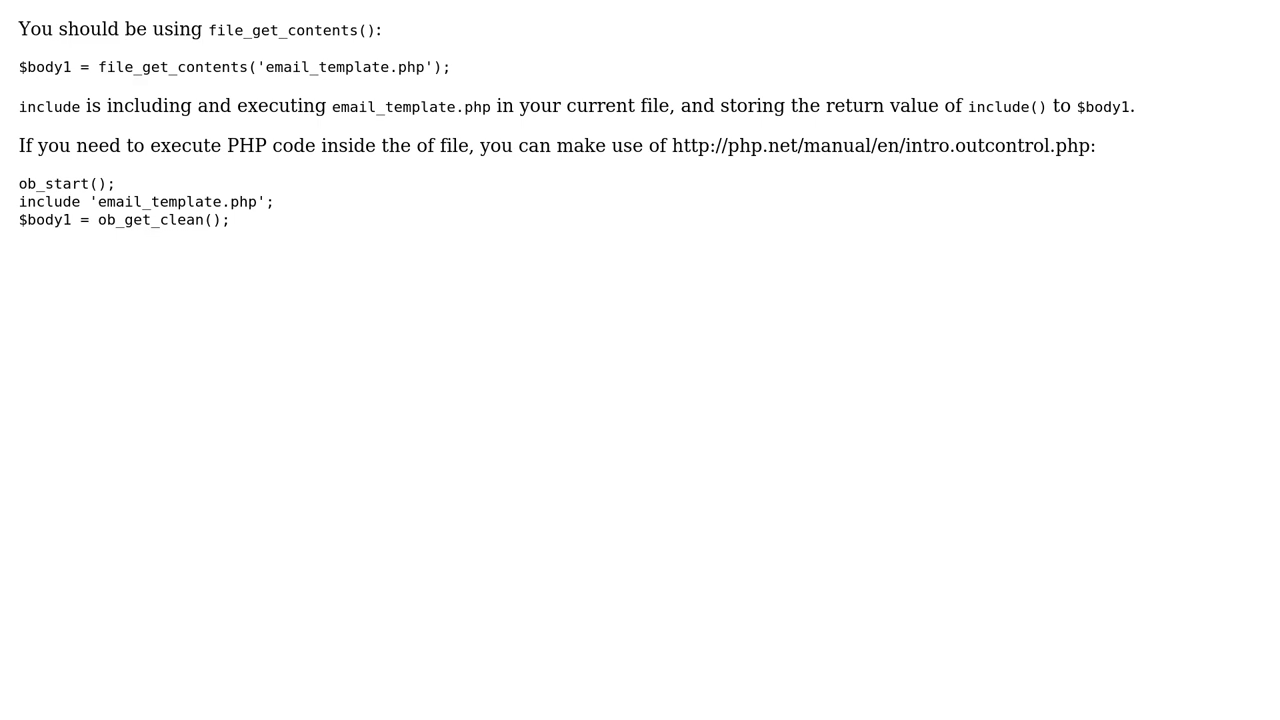 You should be using file_get_contents():
$body1 = file_get_contents('email_template.php');
include is including and executing email_template.php in your current file, and storing the return value of include() to $body1.
If you need to execute PHP code inside the of file, you can make use of http://php.net/manual/en/intro.outcontrol.php:
ob_start();
include 'email_template.php';
$body1 = ob_get_clean();